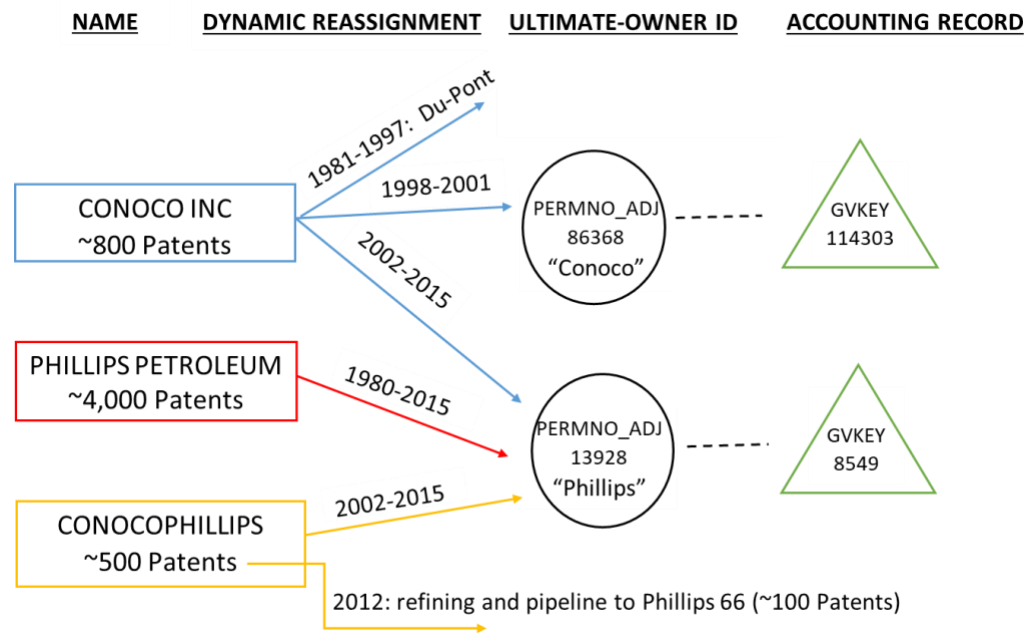 NAME DYNAMIC REASSIGNMENT ULTIMATE-OWNER ID ACCOUNTING RECORD
1981-1997: Du-Pont
1998-2001
2002-2015
CONOCO INC
~800 Patents
PERMNO_ADJ
86368
“Conoco”
GVKEY
114303
PHILLIPS PETROLEUM
~4,000 Patents
1980-2015
PERMNO_ADJ
13928
“Phillips”
GVKEY
8549
CONOCOPHILLIPS
~500 Patents
2002-2015
2012: refining and pipeline to Phillips 66 (~100 Patents)